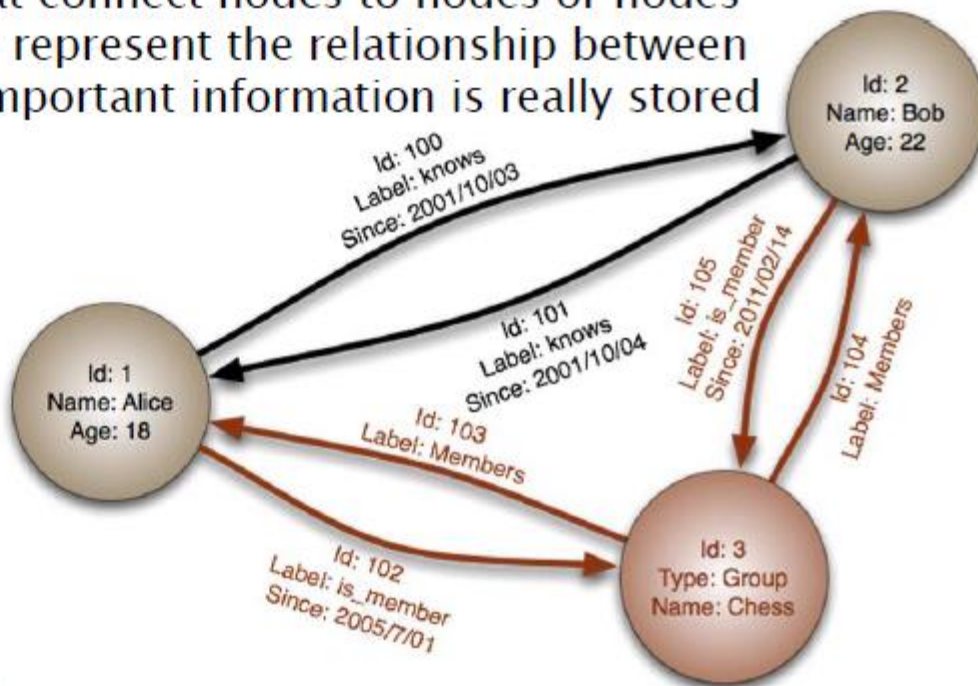 connect nodes to nodes or nodes
represent the relationship between
important information is really stored
Id: 2
Name: Bob
Age: 22
Id: 100
Label: knows
Since: 2001/10/03
Id: 101
Label: knows
Since: 2001/10/04
Id: 105
Label: is_member
Since: 2011/02/14
Id: 104
Label: Members
Id: 1
Name: Alice
Age: 18
Id: 103
Label: Members
Id: 102
Label: is_member
Since: 2005/7/01
Id: 3
Type: Group
Name: Chess